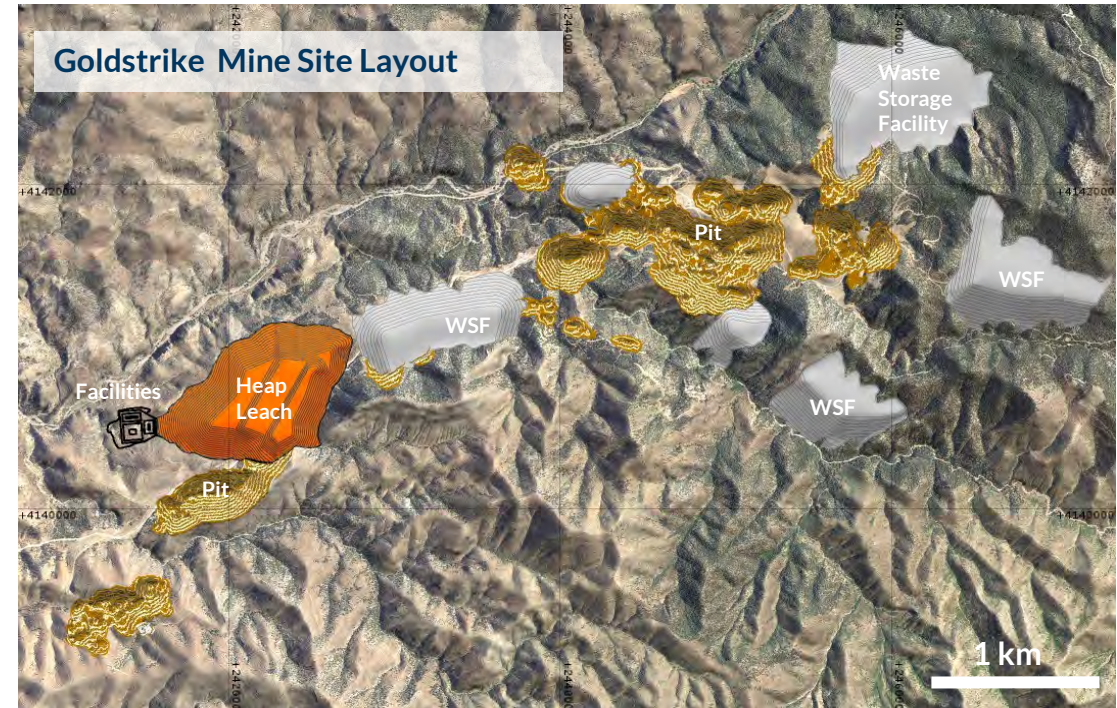 Goldstrike Mine Site Layout
Waste
Storage
Facility
+4142000
+4142000
Pit
WSF
WSF
Facilities
Heap
Leach
WSF
Pit
+4140000
+4140000
1 km